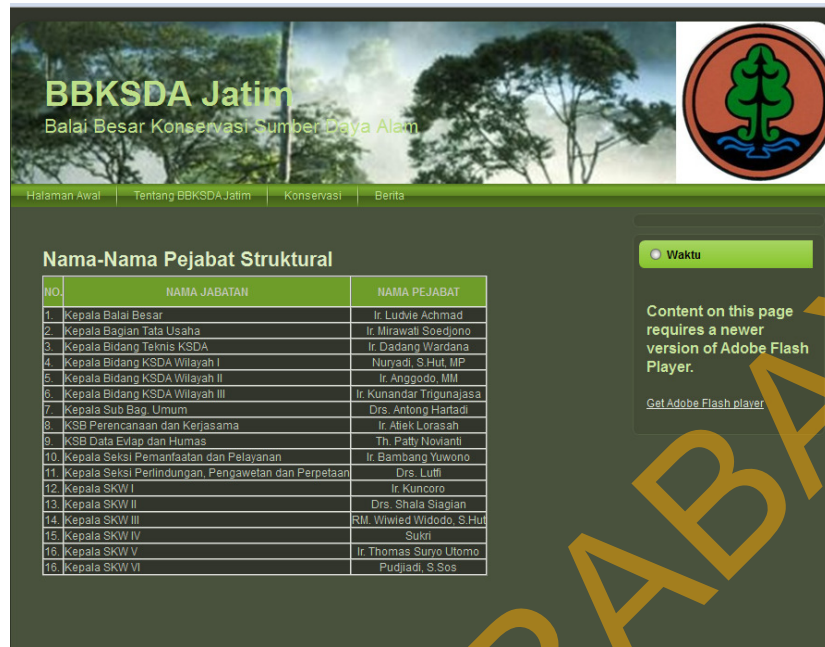 BBKSDA Jatim
Balai Besar Konservasi Sumber Daya Alam
Halaman Awal Tentang BBKSDA Jatim Konservasi Berita
Nama-Nama Pejabat Struktural
NO. NAMA JABATAN NAMA PEJABAT
1. Kepala Balai Besar Ir. Ludvie Achmad
2. Kepala Bagian Tata Usaha Ir. Mirawati Soedjono
3. Kepala Bidang Teknis KSDA Ir. Dadang Wardana
4. Kepala Bidang KSDA Wilayah I Nuryadi, S.Hut, MP
5. Kepala Bidang KSDA Wilayah II Ir. Anggodo, MM
6. Kepala Bidang KSDA Wilayah III Ir. Kunandar Trigunajasa
7. Kepala Sub Bag. Umum Drs. Antong Hartadi
8. KSB Perencanaan dan Kerjasama Ir. Atiek Lorasah
9. KSB Data Evlap dan Humas Th. Patty Novianti
10. Kepala Seksi Pemanfaatan dan Pelayanan Ir. Bambang Yuwono
11. Kepala Seksi Perlindungan, Pengawetan dan Perpetaan Drs. Lutfi
12. Kepala SKW I Ir. Kuncoro
13. Kepala SKW II Drs. Shala Siagian
14. Kepala SKW III RM. Wiwied Widodo, S.Hut
15. Kepala SKW IV Sukri
16. Kepala SKW V Ir. Thomas Suryo Utomo
16. Kepala SKW VI Pudjiadi, S.Sos
Waktu
Content on this page
requires a newer
version of Adobe Flash
Player.
Get Adobe Flash player
PABA